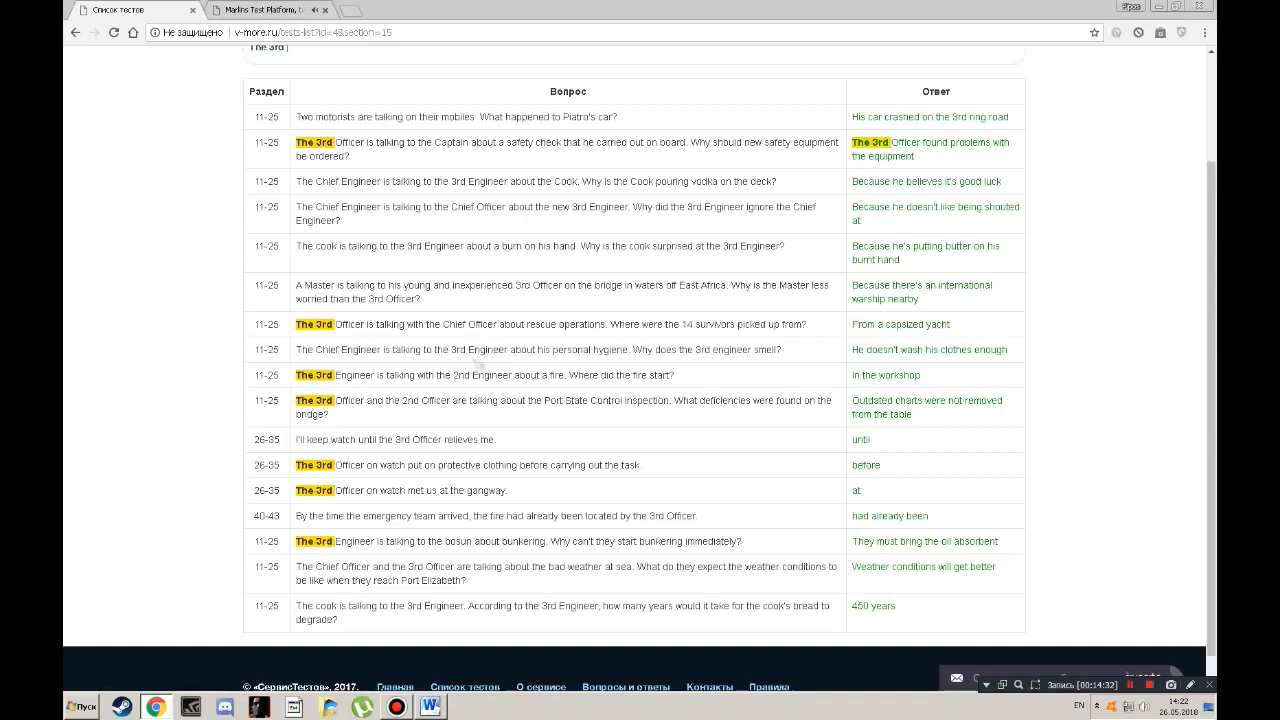 Список тестов
Marlins Test Platform, t
Pipos
Не защищено
v-more.ru/tests-list?id=4&section=15
The 3rd
Раздел Вопрос Ответ
11-25 Two motorists are talking on their mobiles. What happened to Piatro's car? His car crashed on the 3rd ring road
11-25 The 3rd Officer is talking to the Captain about a safety check that he carried out on board. Why should new safety equipment The 3rd Officer found problems with
be ordered? the equipment
11-25 The Chief Engineer is talking to the 3rd Engineer about the Cook. Why is the Cook pouring vodka on the deck? Because he believes it's good luck
11-25 The Chief Engineer is talking to the Chief Officer about the new 3rd Engineer. Why did the 3rd Engineer ignore the Chief Because he doesn't like being shouted
Engineer? at
11-25 The cook is talking to the 3rd Engineer about a burn on his hand. Why is the cook surprised at the 3rd Engineer? Because he's putting butter on his
burnt hand
11-25 A Master is talking to his young and inexperienced 3rd Officer on the bridge in waters off East Africa. Why is the Master less Because there's an international
worried than the 3rd Officer? warship nearby
11-25 The 3rd Officer is talking with the Chief Officer about rescue operations. Where were the 14 survivors picked up from? From a capsized yacht
11-25 The Chief Engineer is talking to the 3rd Engineer about his personal hygiene. Why does the 3rd engineer smell? He doesn't wash his clothes enough
11-25 The 3rd Engineer is talking with the 2nd Engineer about a fire. Where did the fire start? In the workshop
11-25 The 3rd Officer and the 2nd Officer are talking about the Port State Control inspection. What deficiencies were found on the Outdated charts were not removed
bridge? from the table
26-35 I'll keep watch until the 3rd Officer relieves me. until
26-35 The 3rd Officer on watch put on protective clothing before carrying out the task. before
26-35 The 3rd Officer on watch met us at the gangway. at
40-43 By the time the emergency team arrived, the fire had already been located by the 3rd Officer. had already been
11-25 The 3rd Engineer is talking to the bosun about bunkering. Why can't they start bunkering immediately? They must bring the oil absorbent
11-25 The Chief Officer and the 3rd Officer are talking about the bad weather at sea. What do they expect the weather conditions to Weather conditions will get better
be like when they reach Port Elizabeth?
11-25 The cook is talking to the 3rd Engineer. According to the 3rd Engineer, how many years would it take for the cook's bread to 450 years
degrade?
© «СервисТестов», 2017. Главная Список тестов О сервисе Вопросы и ответы Контакты Правила
Запись [00:14:32]
Пуск
EN
14:22
26.05.2018